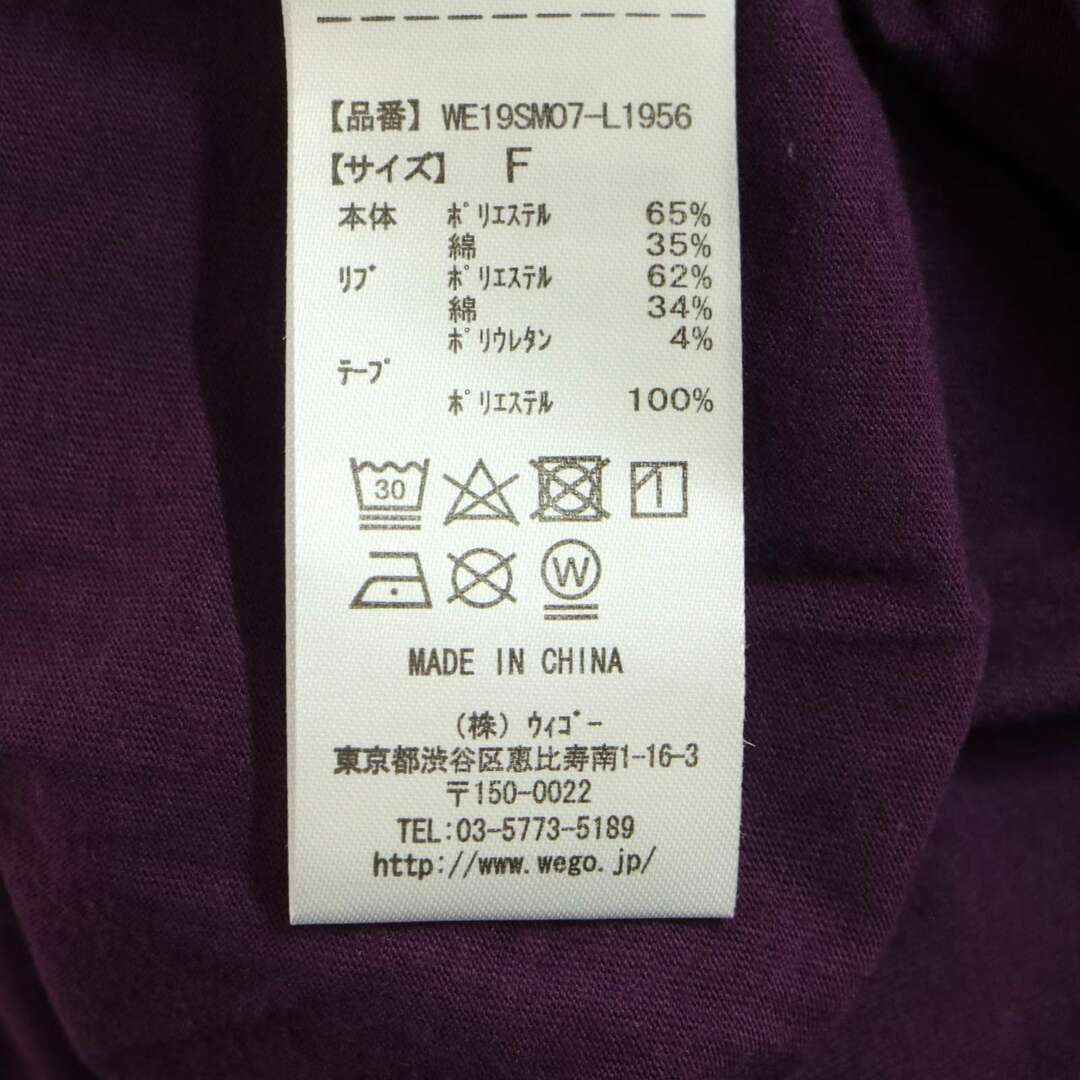 【品番】 WE19SM07-L1956
【サイズ】 F
本体 ポリエステル 65%
綿 35%
リブ ポリエステル 62%
綿 34%
ポリウレタン 4%
テープ
ポリエステル 100%
30
W
MADE IN CHINA
(株) ウィゴー
東京都渋谷区恵比寿南1-16-3
〒150-0022
TEL:03-5773-5189
http://www.wego.jp/